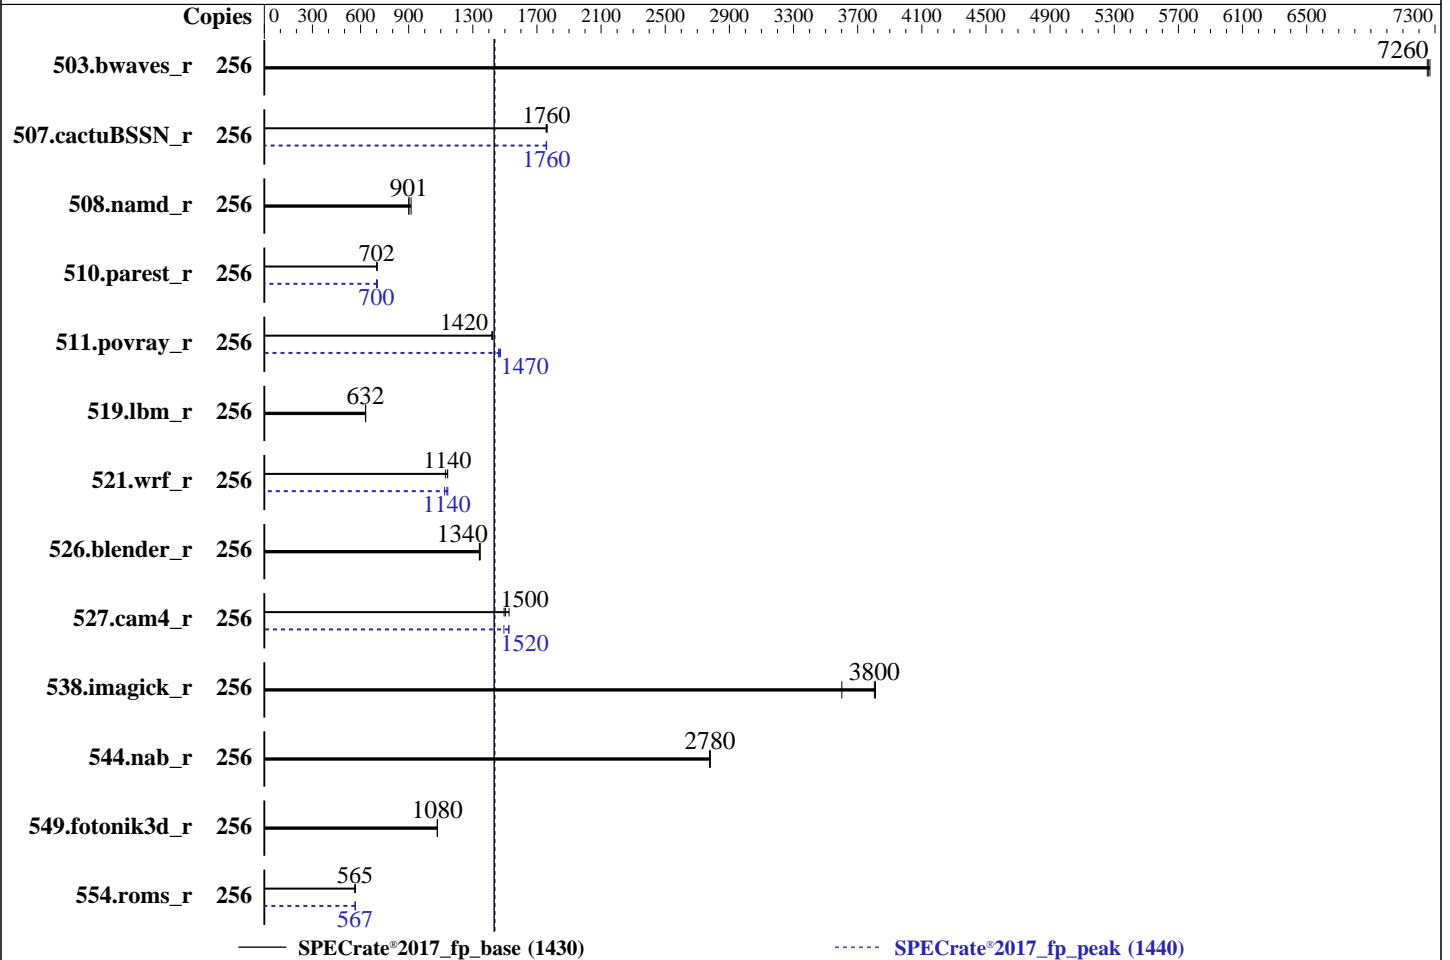 Copies 0 300 600 900 1300 1700 2100 2500 2900 3300 3700 4100 4500 4900 5300 5700 6100 6500 7300
503.bwaves_r 256 7260
507.cactuBSSN_r 256 1760
1760
508.namd_r 256 901
510.parest_r 256 702
700
511.povray_r 256 1420
1470
519.lbm_r 256 632
521.wrf_r 256 1140
1140
526.blender_r 256 1340
527.cam4_r 256 1500
1520
538.imagick_r 256 3800
544.nab_r 256 2780
549.fotonik3d_r 256 1080
554.roms_r 256 565
567
SPECrate®2017_fp_base (1430) SPECrate®2017_fp_peak (1440)